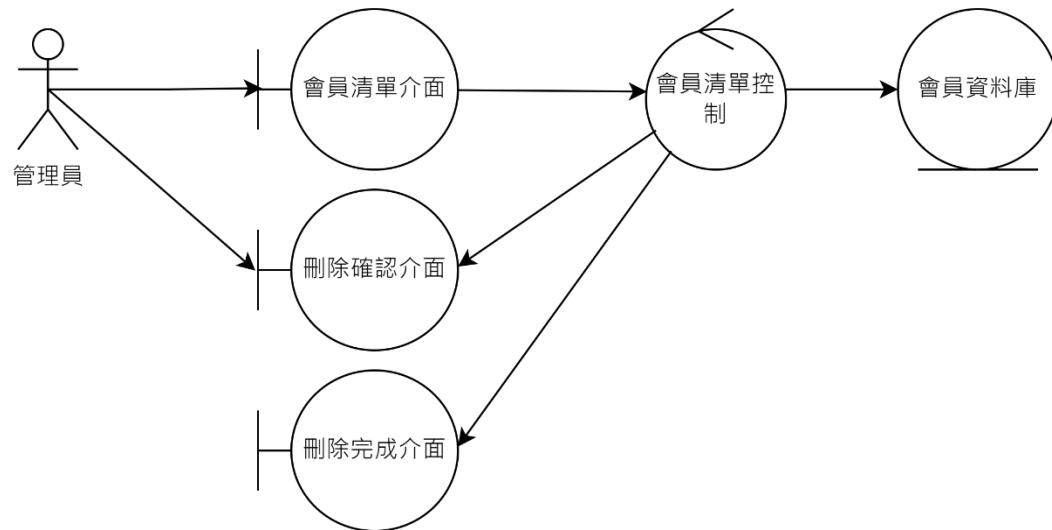 會員清單介面
會員清單控
制
會員資料庫
管理員
刪除確認介面
刪除完成介面